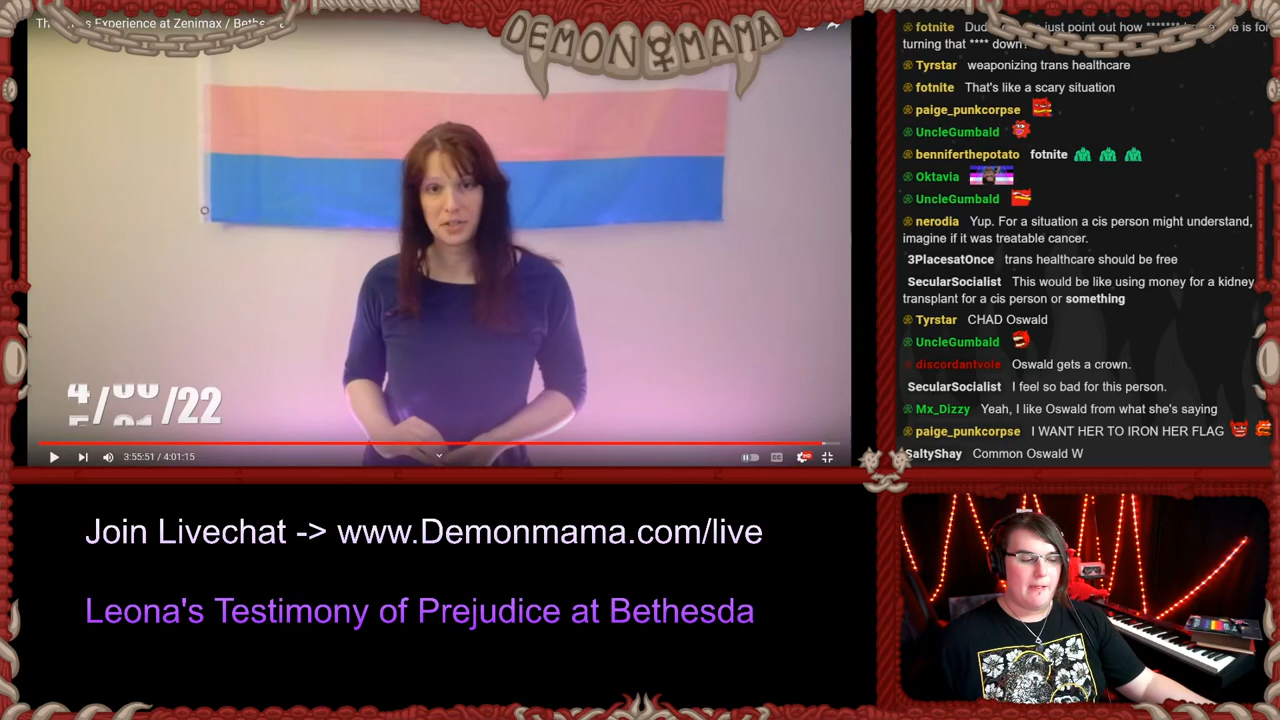 s Experience at Zenimax /
DEMON MAMA
fotnite Dud just point out how ******* e is for
turning that **** down?
Tyrstar weaponizing trans healthcare
fotnite That's like a scary situation
paige_punkcorpse
UncleGumbald
benniferthepotato fotnite
Oktavia
UncleGumbald
nerodia Yup. For a situation a cis person might understand,
imagine if it was treatable cancer.
3PlacesatOnce trans healthcare should be free
SecularSocialist This would be like using money for a kidney
transplant for a cis person or something
Tyrstar CHAD Oswald
UncleGumbald
discordantvole Oswald gets a crown.
SecularSocialist I feel so bad for this person.
Mx_Dizzy Yeah, I like Oswald from what she's saying
paige_punkcorpse I WANT HER TO IRON HER FLAG
SaltyShay Common Oswald W
/22
3:55:51 / 4:01:15
Join Livechat -> www.Demonmama.com/live
Leona's Testimony of Prejudice at Bethesda